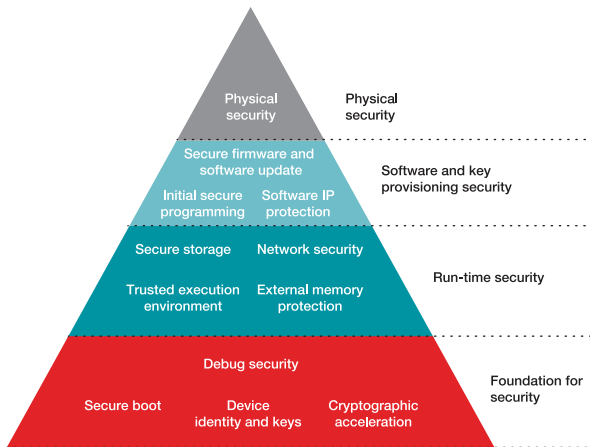 Physical
security
Physical
security
Secure firmware and
software update
Initial secure
programming
Software IP
protection
Software and key
provisioning security
Secure storage
Network security
Trusted execution
environment
External memory
protection
Run-time security
Debug security
Secure boot
Device
identity and keys
Cryptographic
acceleration
Foundation for
security